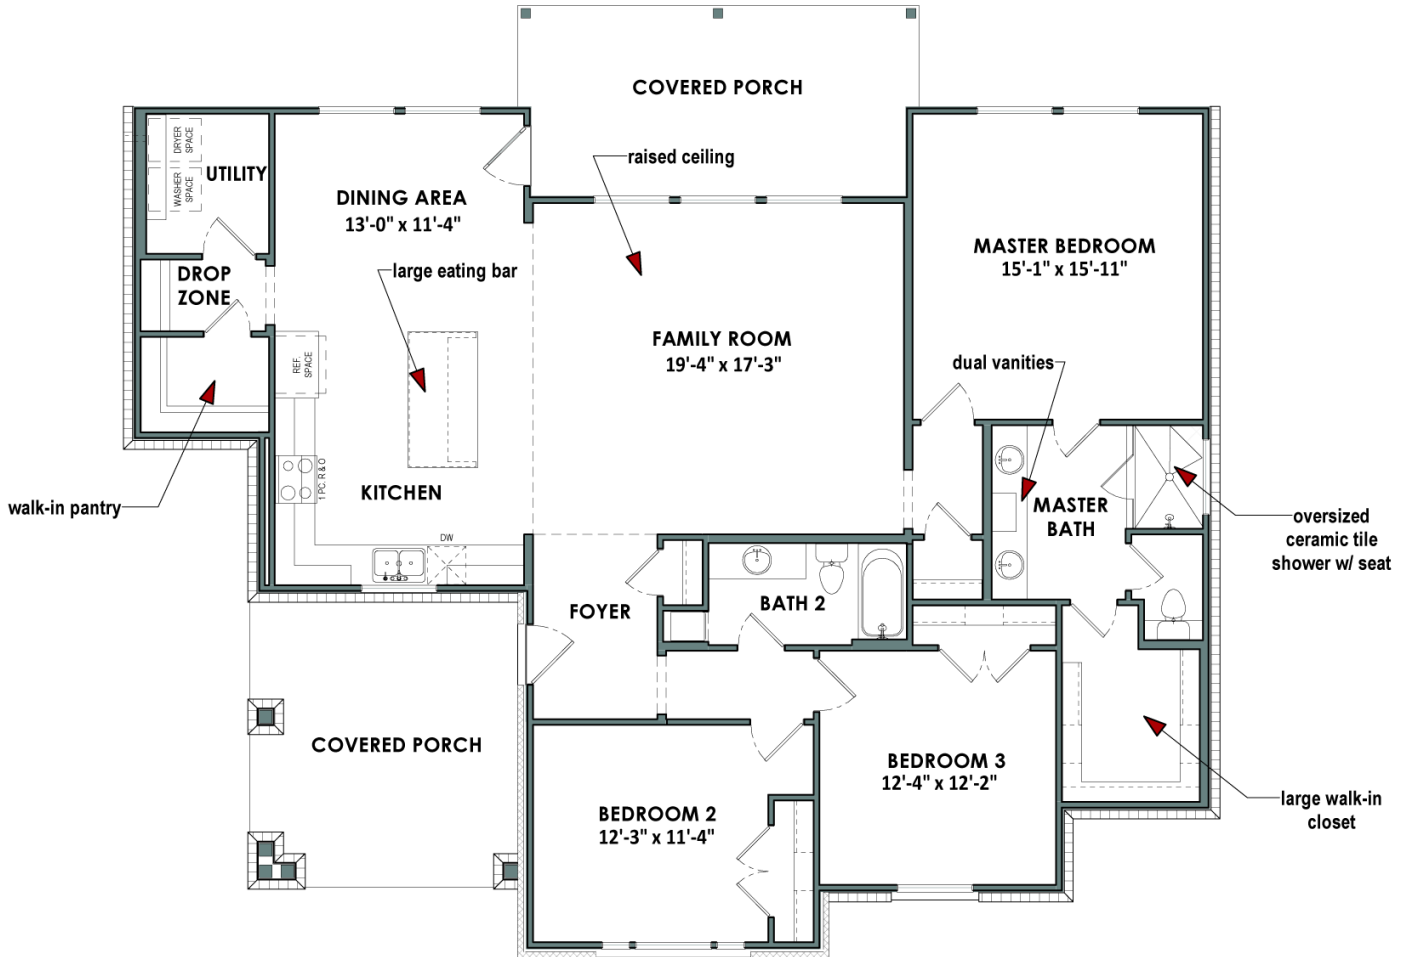 COVERED PORCH
raised ceiling
DRYER
SPACE
WASHER
SPACE
UTILITY
DINING AREA
13'-0" x 11'-4"
MASTER BEDROOM
15'-1" x 15'-11"
DROP
ZONE
large eating bar
FAMILY ROOM
19'-4" x 17'-3"
REF.
SPACE
dual vanities
1 PC. R & O
KITCHEN
walk-in pantry
MASTER
BATH
oversized
ceramic tile
shower w/ seat
DW
FOYER
BATH 2
COVERED PORCH
BEDROOM 3
12'-4" x 12'-2"
BEDROOM 2
12'-3" x 11'-4"
large walk-in
closet